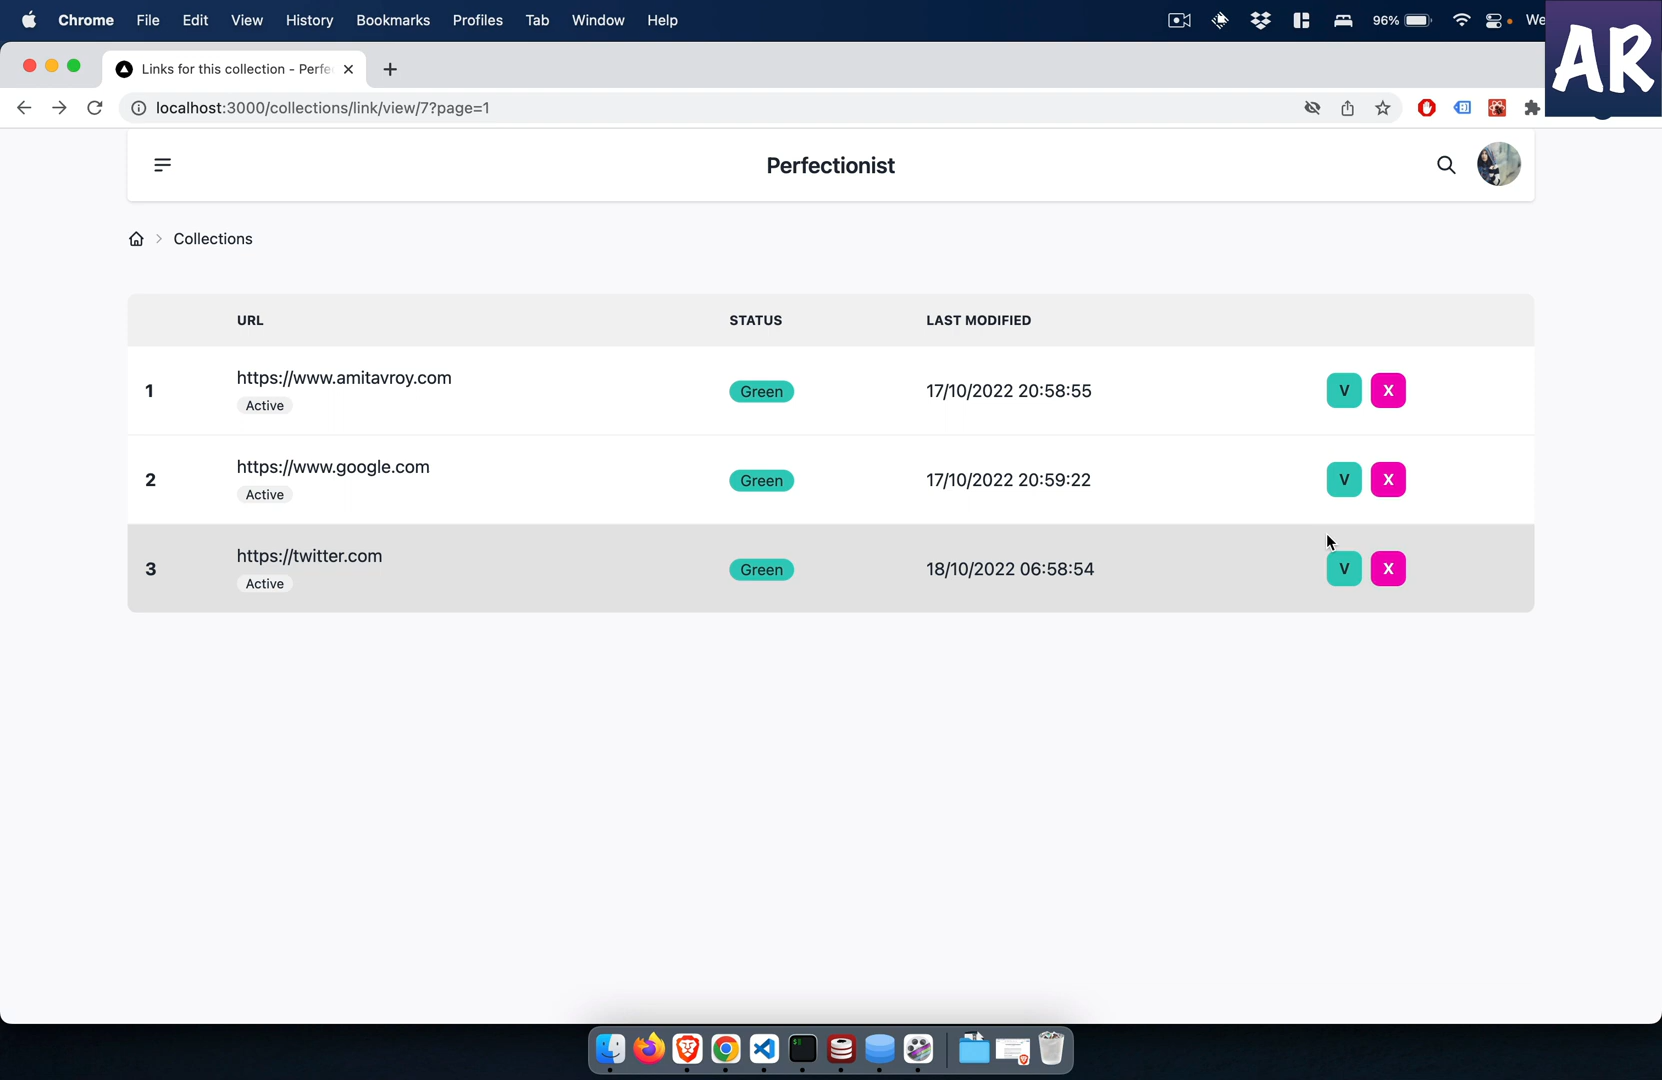 Chrome File Edit View History Bookmarks Profiles Tab Window Help 96% We
AR
Links for this collection - Perfe
localhost:3000/collections/link/view/7?page=1
Perfectionist
Collections
URL STATUS LAST MODIFIED
1 https://www.amitavroy.com Green 17/10/2022 20:58:55 V X
Active
2 https://www.google.com Green 17/10/2022 20:59:22 V X
Active
3 https://twitter.com Green 18/10/2022 06:58:54 V X
Active